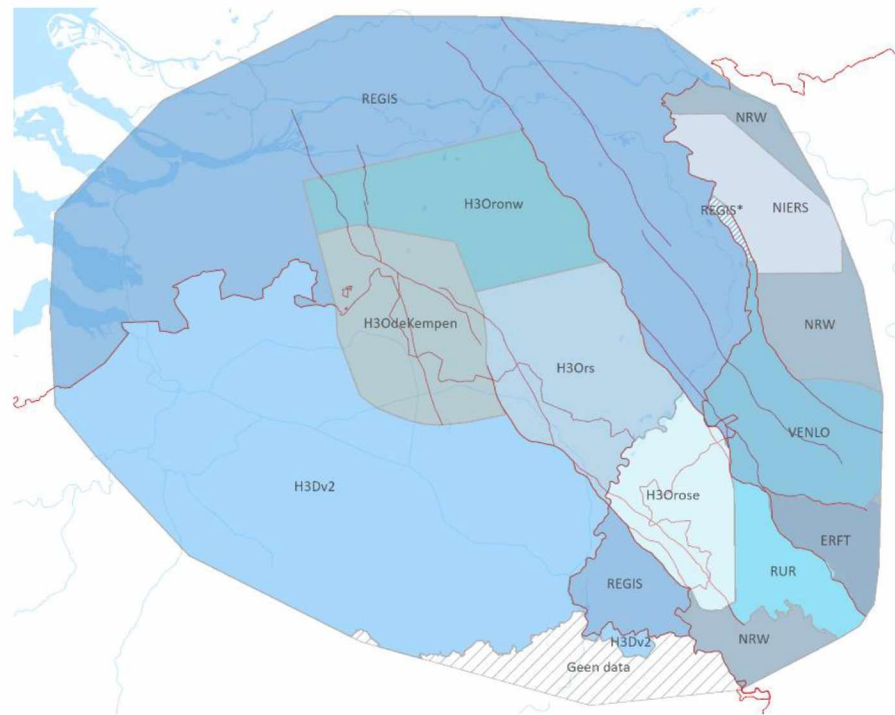 REGIS
NRW
H3Oronw
REGIS*
NIERS
H3OdeKempen
NRW
H3Ors
VENLO
H3Dv2
H3Orose
ERFT
RUR
REGIS
NRW
H3Dv2
Geen data